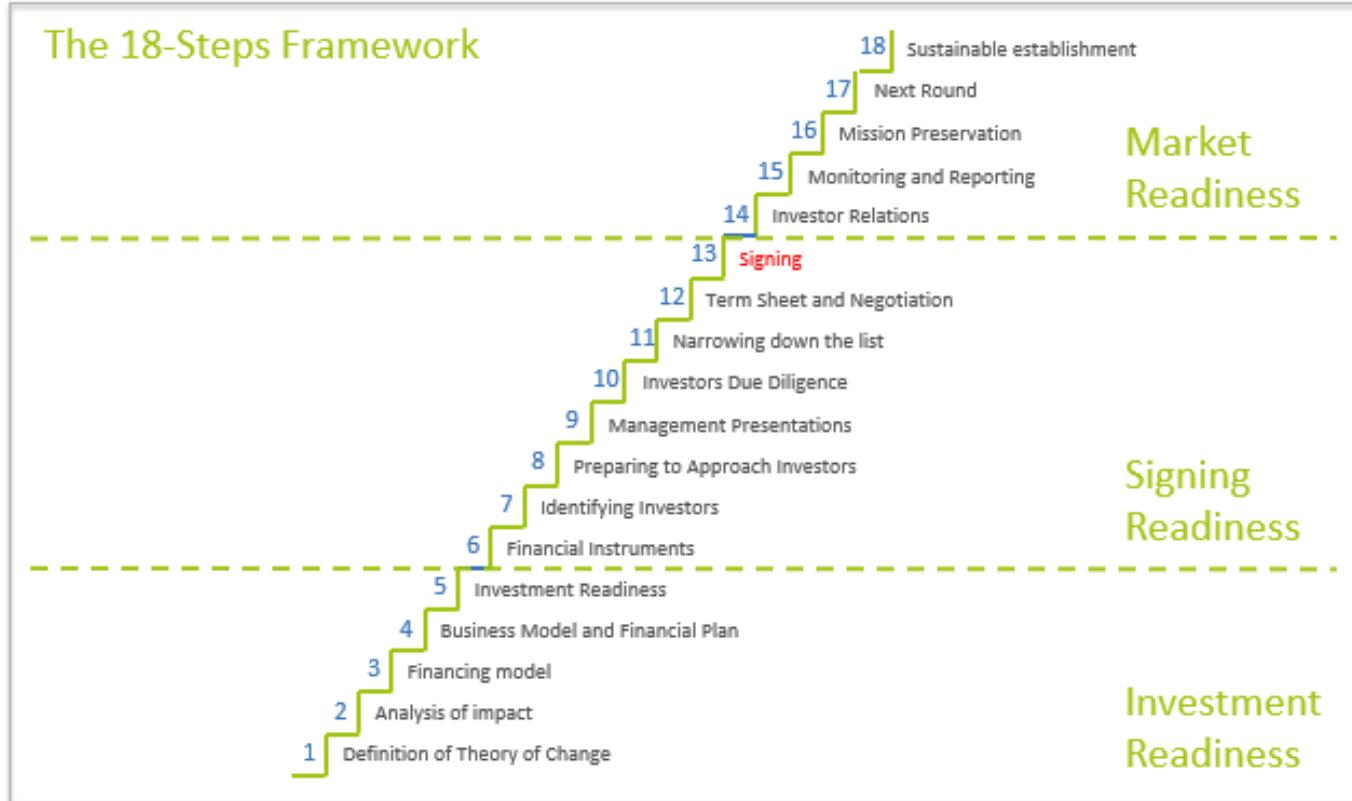 The 18-Steps Framework
18 Sustainable establishment
17 Next Round
16 Mission Preservation
Market
Readiness
15 Monitoring and Reporting
14 Investor Relations
13 Signing
12 Term Sheet and Negotiation
11 Narrowing down the list
10 Investors Due Diligence
9 Management Presentations
8 Preparing to Approach Investors
Signing
Readiness
7 Identifying Investors
6 Financial Instruments
5 Investment Readiness
4 Business Model and Financial Plan
3 Financing model
2 Analysis of impact
Investment
Readiness
1 Definition of Theory of Change